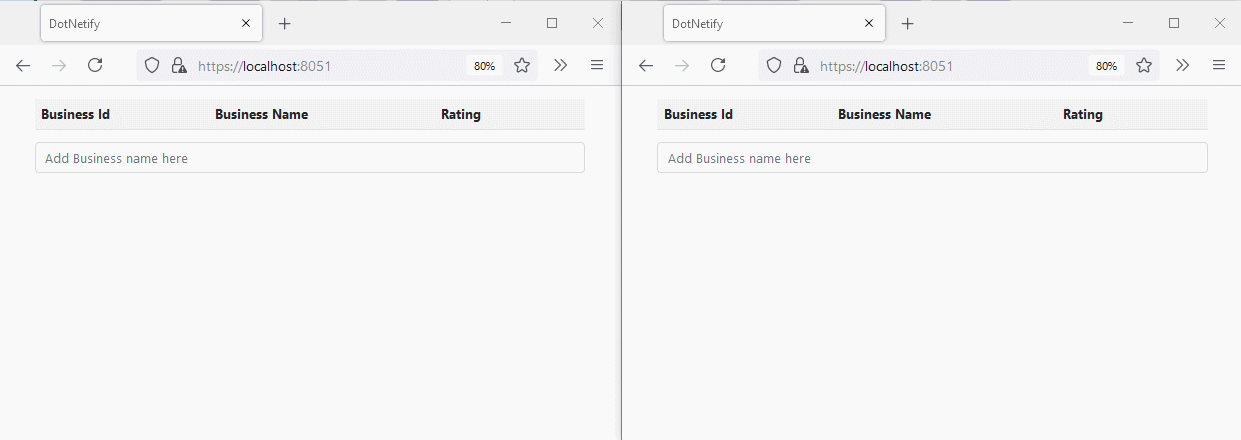 DotNetify
https://localhost:8051 80%
Business Id Business Name Rating
Add Business name here
DotNetify
https://localhost:8051 80%
Business Id Business Name Rating
Add Business name here